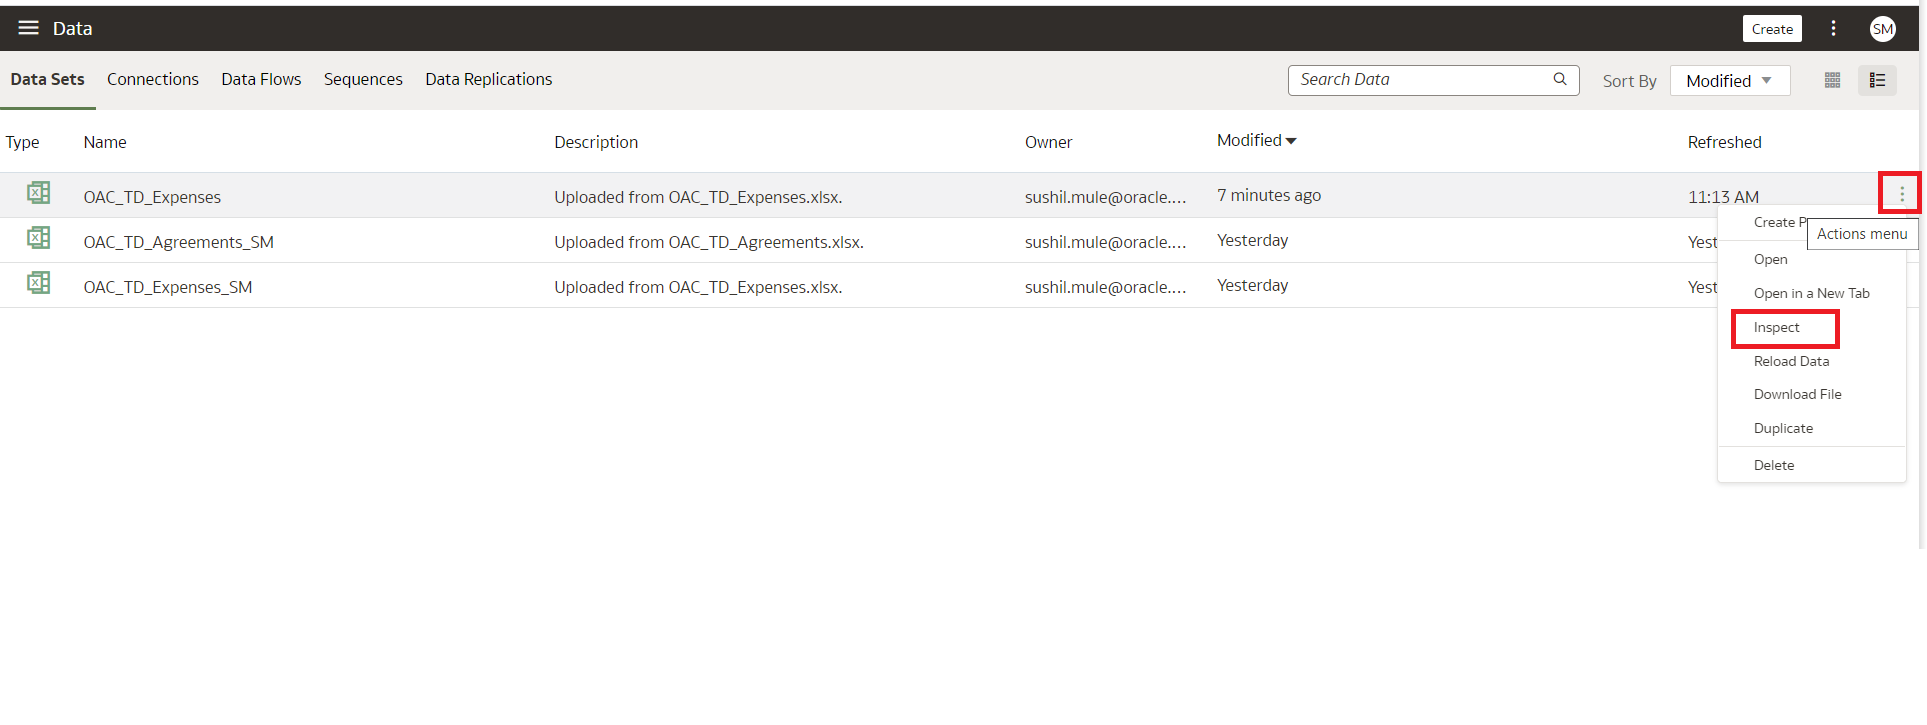 Data
Create
SM
Data Sets Connections Data Flows Sequences Data Replications
Search Data
Sort By
Modified
Type Name Description Owner Modified Refreshed
OAC_TD_Expenses Uploaded from OAC_TD_Expenses.xlsx. sushil.mule@oracle.... 7 minutes ago 11:13 AM
OAC_TD_Agreements_SM Uploaded from OAC_TD_Agreements.xlsx. sushil.mule@oracle.... Yesterday Yest
OAC_TD_Expenses_SM Uploaded from OAC_TD_Expenses.xlsx. sushil.mule@oracle.... Yesterday Yest
Create P
Actions menu
Open
Open in a New Tab
Inspect
Reload Data
Download File
Duplicate
Delete